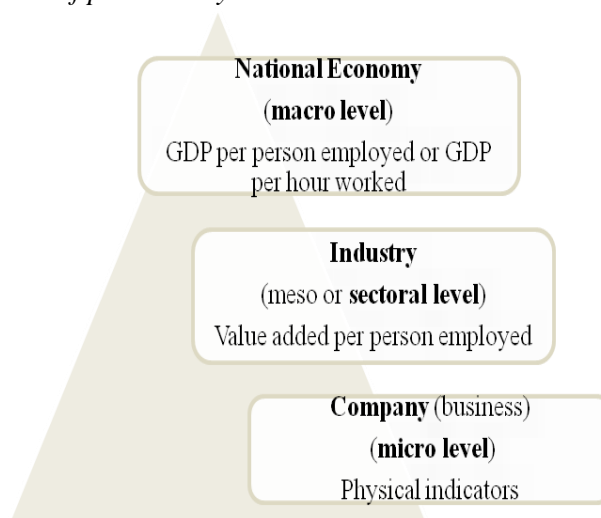 National Economy
(macro level)
GDP per person employed or GDP
per hour worked
Industry
(meso or sectoral level)
Value added per person employed
Company (business)
(micro level)
Physical indicators